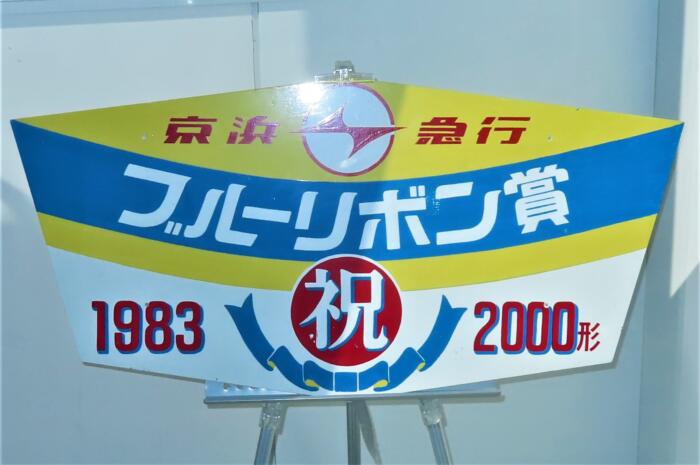 京浜 急行
ブルーリボン賞
祝
1983 2000形